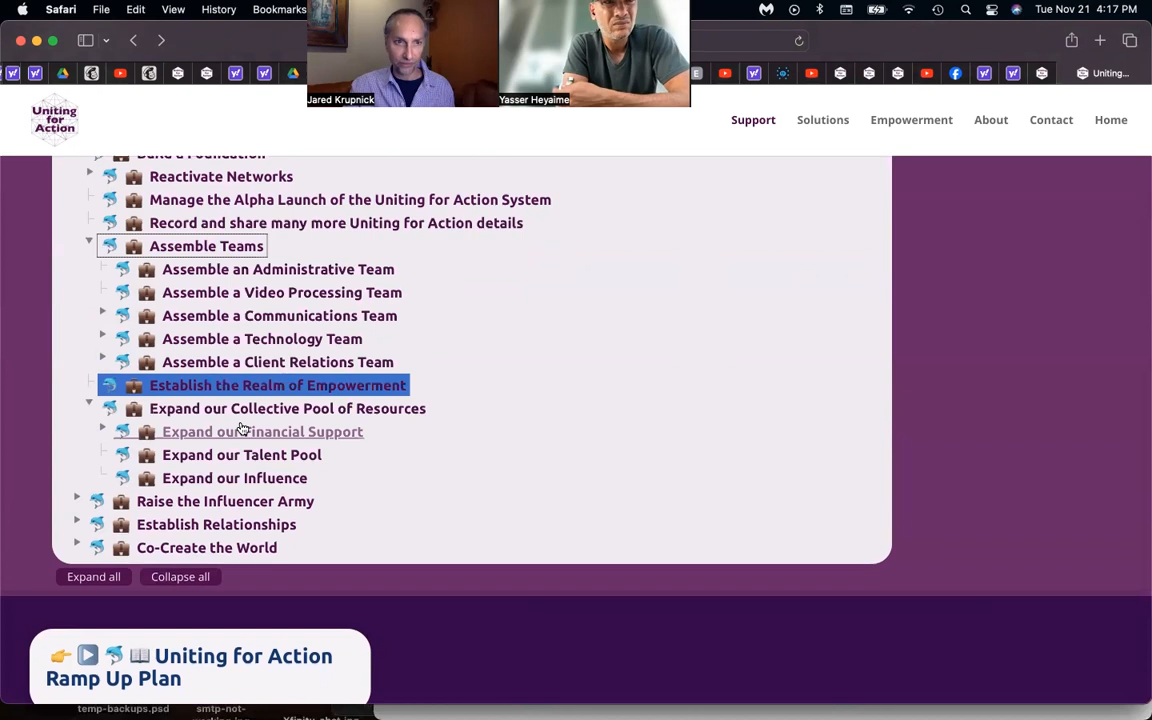 Safari File Edit View History Bookmarks
Tue Nov 21 4:17 PM
Uniting...
Jared Krupnick
Yasser Heyaime
Uniting
for
Action
Support Solutions Empowerment About Contact Home
Build a Foundation
Reactivate Networks
Manage the Alpha Launch of the Uniting for Action System
Record and share many more Uniting for Action details
Assemble Teams
Assemble an Administrative Team
Assemble a Video Processing Team
Assemble a Communications Team
Assemble a Technology Team
Assemble a Client Relations Team
Establish the Realm of Empowerment
Expand our Collective Pool of Resources
Expand our Financial Support
Expand our Talent Pool
Expand our Influence
Raise the Influencer Army
Establish Relationships
Co-Create the World
Expand all Collapse all
Uniting for Action
Ramp Up Plan
temp-backups.psd
smtp-not-